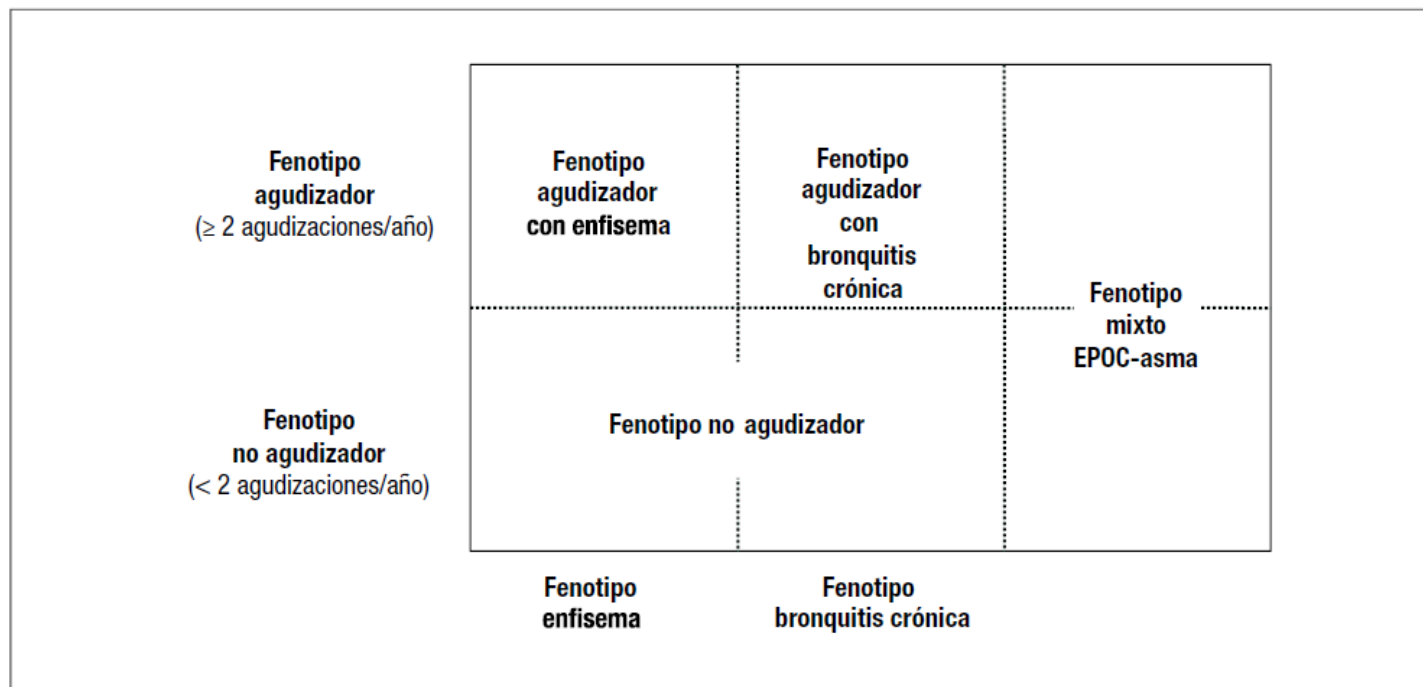 Fenotipo
agudizador
(≥ 2 agudizaciones/año)
Fenotipo
agudizador
con enfisema
Fenotipo
agudizador
con
bronquitis
crónica
Fenotipo
mixto
EPOC-asma
Fenotipo
no agudizador
(< 2 agudizaciones/año)
Fenotipo no agudizador
Fenotipo
enfisema
Fenotipo
bronquitis crónica